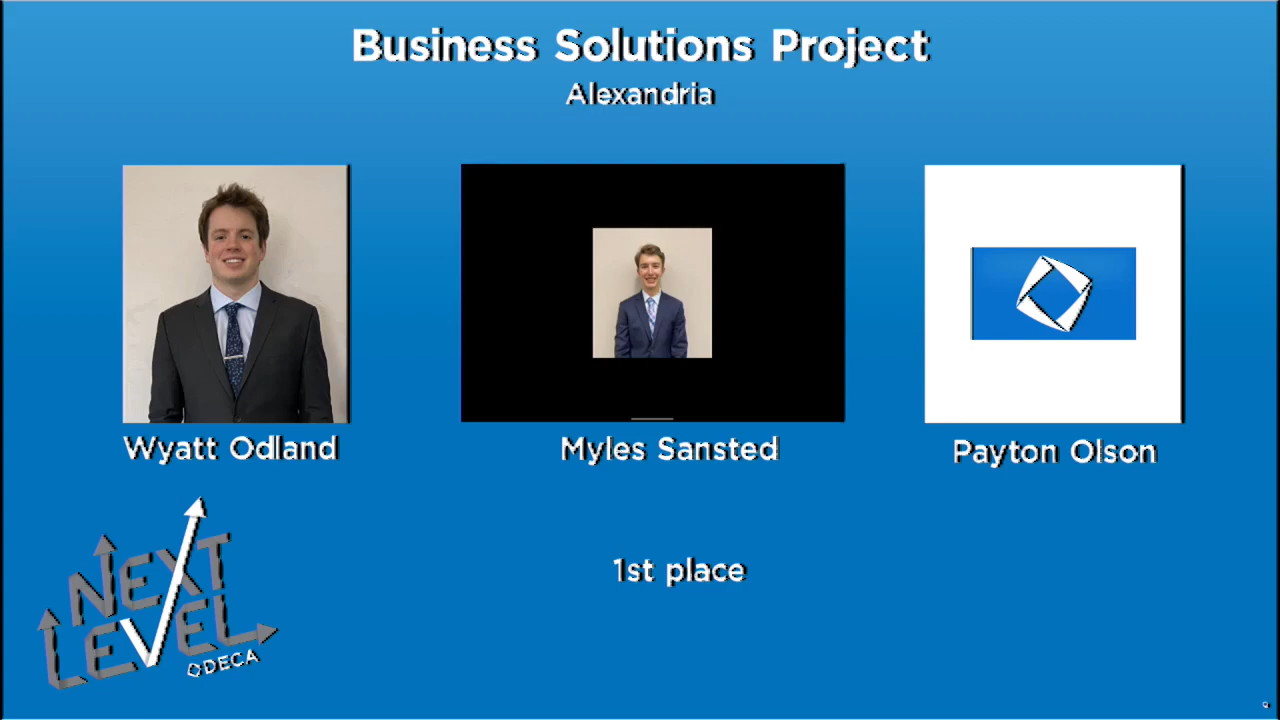 Business Solutions Project
Alexandria
Wyatt Odland
Myles Sansted
Payton Olson
1st place
NEXT
LEVEL
DECA